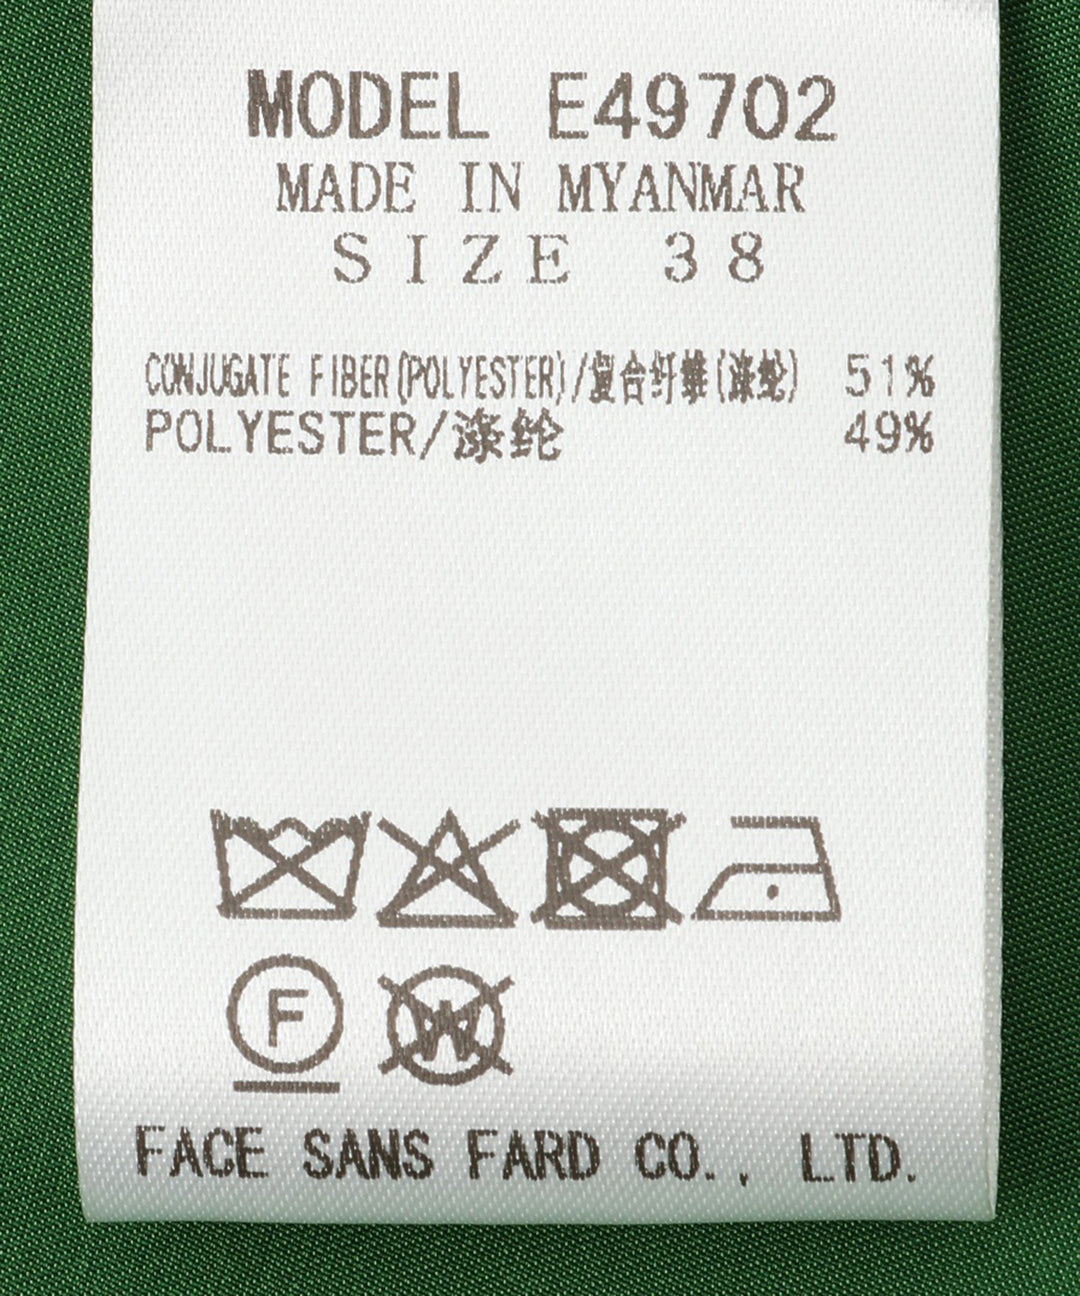 MODEL E49702
MADE IN MYANMAR
SIZE 38
CONJUGATE FIBER(POLYESTER)/复合纤维(涤纶) 51%
POLYESTER/涤纶 49%
F W
FACE SANS FARD CO., LTD.